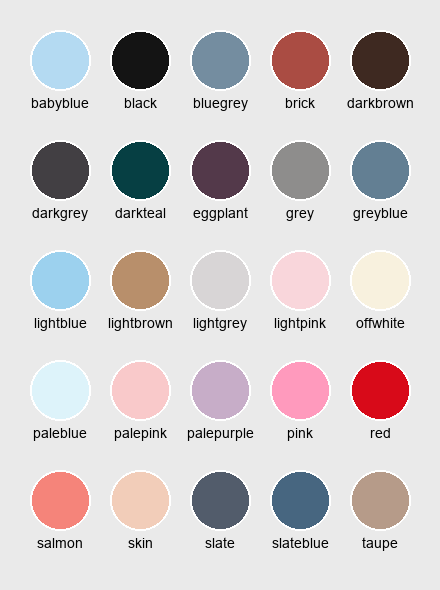 babyblue black bluegrey brick darkbrown
darkgrey darkteal eggplant grey greyblue
lightblue lightbrown lightgrey lightpink offwhite
paleblue palepink palepurple pink red
salmon skin slate slateblue taupe